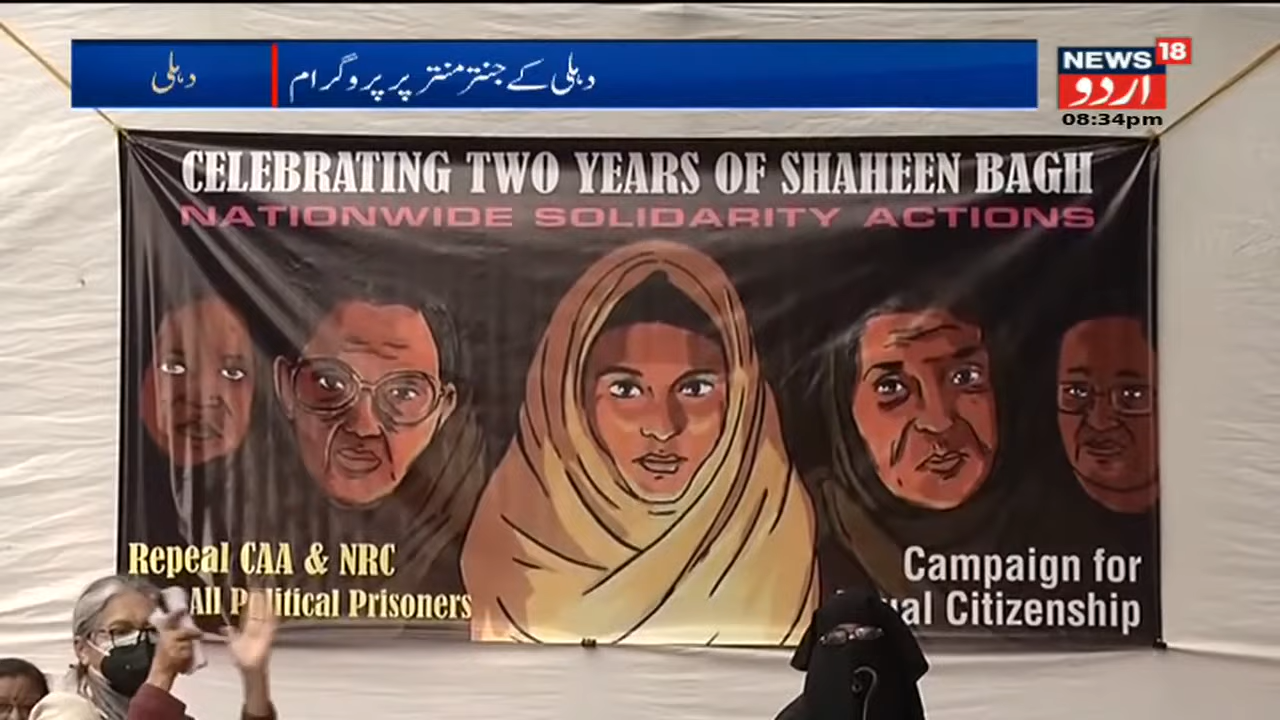 دہلی
دہلی کے جنتر منتر پر پروگرام
NEWS 18
اردو
08:34pm
CELEBRATING TWO YEARS OF SHAHEEN BAGH
NATIONWIDE SOLIDARITY ACTIONS
Repeal CAA & NRC
All Political Prisoners
Campaign for
ual Citizenship